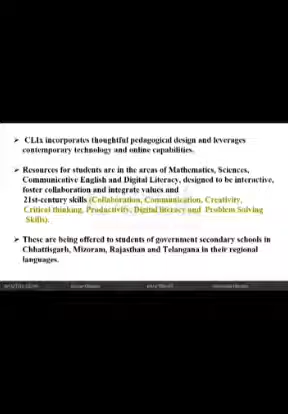 ➢ CLIx incorporates thoughtful pedagogical design and leverages
contemporary technology and online capabilities.
➢ Resources for students are in the areas of Mathematics, Sciences,
Communicative English and Digital Literacy, designed to be interactive,
foster collaboration and integrate values and
21st-century skills (Collaboration, Communication, Creativity,
Critical thinking, Productivity, Digital literacy and Problem Solving
Skills).
➢ These are being offered to students of government secondary schools in
Chhattisgarh, Mizoram, Rajasthan and Telangana in their regional
languages.